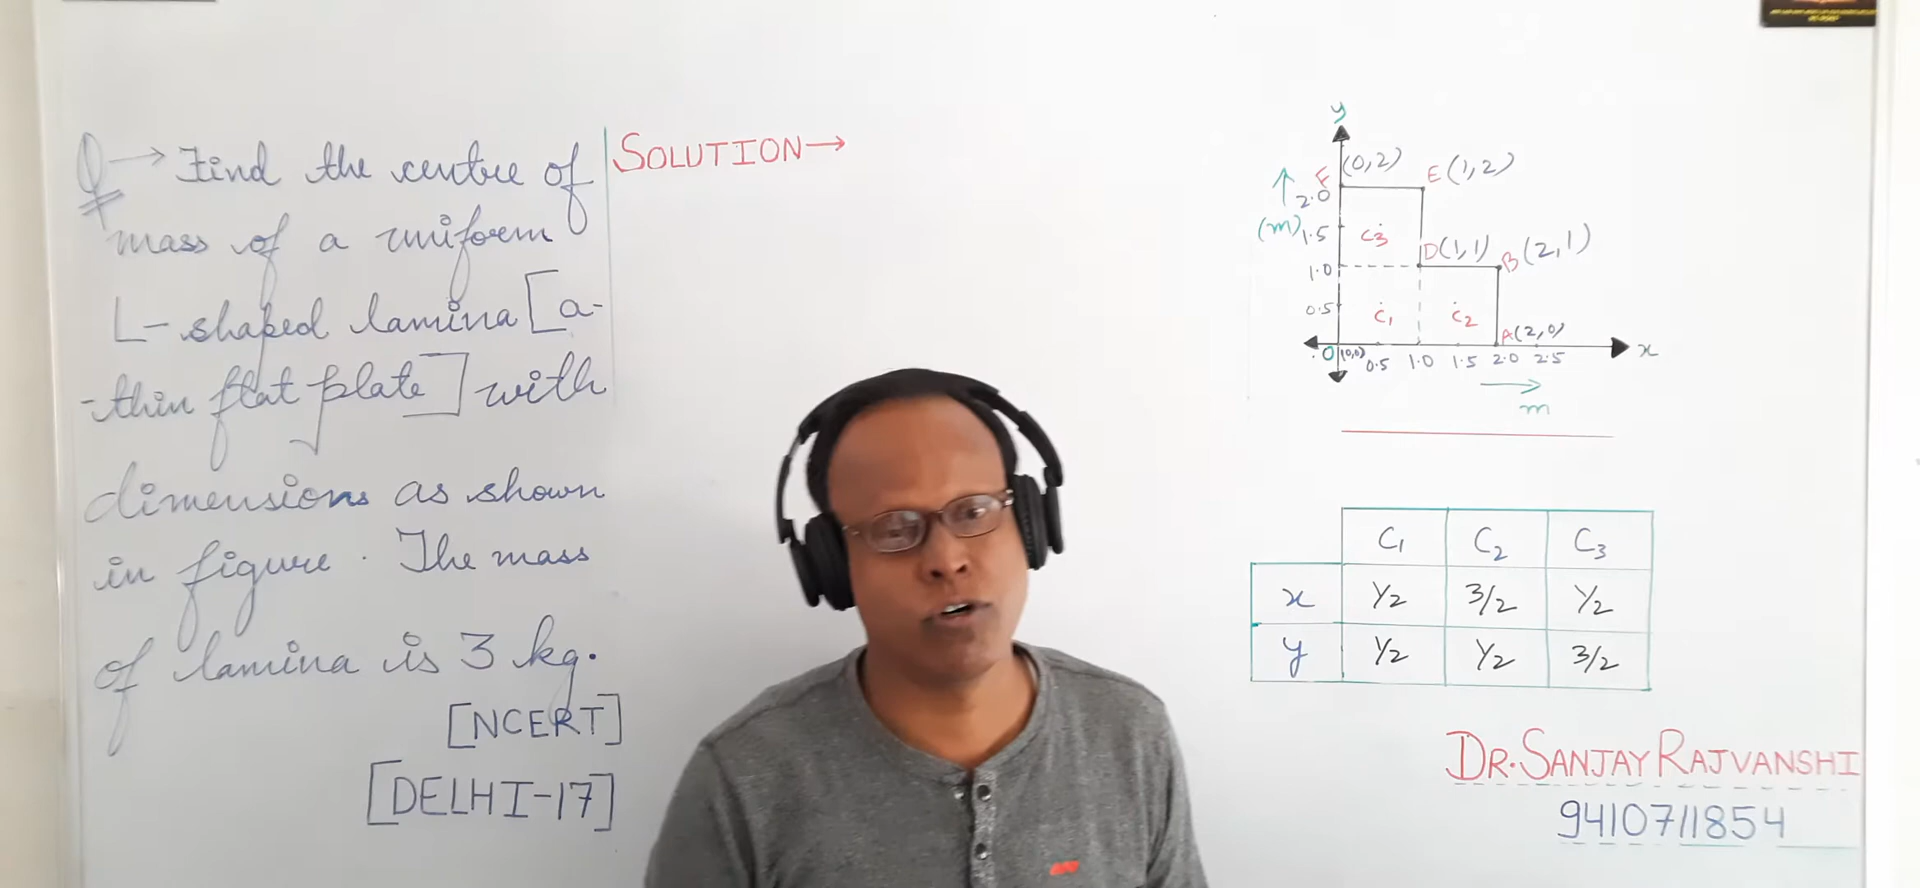 Q → Find the centre of
mass of a uniform
L-shaped lamina [a-
-thin flat plate] with
dimensions as shown
in figure. The mass
of lamina is 3 kg.
[NCERT]
[DELHI-17]
SOLUTION→
y
F (0,2) E (1,2)
2.0
(m) 1.5 C3
D(1,1) B (2,1)
1.0
0.5 C1 C2
A(2,0)
O (0,0) 0.5 1.0 1.5 2.0 2.5 x
m
C1 C2 C3
x 1/2 3/2 1/2
y 1/2 1/2 3/2
DR. SANJAY RAJVANSHI
9410711854